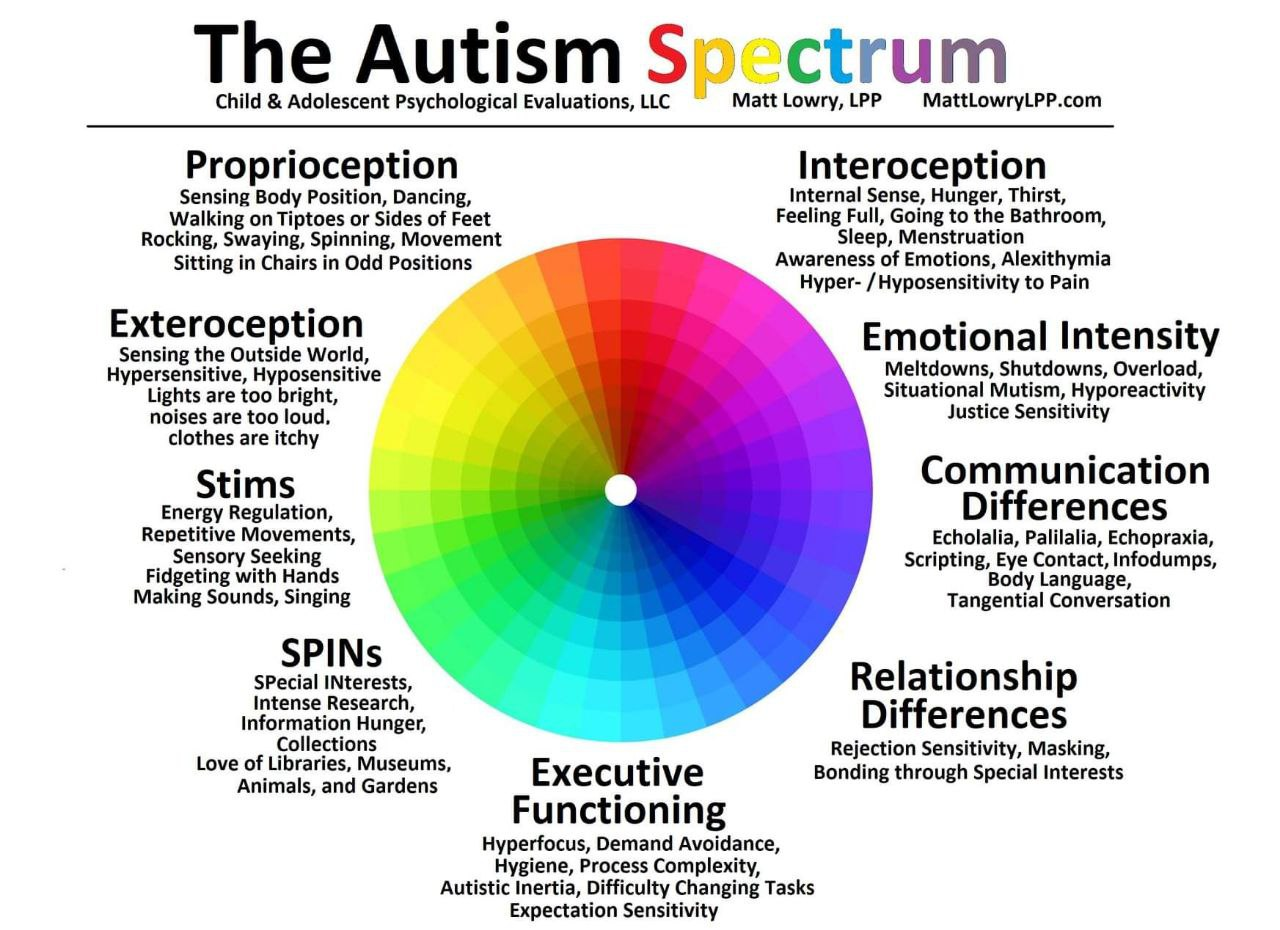 The Autism Spectrum
Child & Adolescent Psychological Evaluations, LLC Matt Lowry, LPP MattLowryLPP.com
Proprioception
Sensing Body Position, Dancing,
Walking on Tiptoes or Sides of Feet
Rocking, Swaying, Spinning, Movement
Sitting in Chairs in Odd Positions
Interoception
Internal Sense, Hunger, Thirst,
Feeling Full, Going to the Bathroom,
Sleep, Menstruation
Awareness of Emotions, Alexithymia
Hyper- /Hyposensitivity to Pain
Exteroception
Sensing the Outside World,
Hypersensitive, Hyposensitive
Lights are too bright,
noises are too loud.
clothes are itchy
Emotional Intensity
Meltdowns, Shutdowns, Overload,
Situational Mutism, Hyporeactivity
Justice Sensitivity
Stims
Energy Regulation,
Repetitive Movements,
Sensory Seeking
Fidgeting with Hands
Making Sounds, Singing
Communication
Differences
Echolalia, Palilalia, Echopraxia,
Scripting, Eye Contact, Infodumps,
Body Language,
Tangential Conversation
SPINs
SPecial INterests,
Intense Research,
Information Hunger,
Collections
Love of Libraries, Museums,
Animals, and Gardens
Relationship
Differences
Rejection Sensitivity, Masking,
Bonding through Special Interests
Executive
Functioning
Hyperfocus, Demand Avoidance,
Hygiene, Process Complexity,
Autistic Inertia, Difficulty Changing Tasks
Expectation Sensitivity